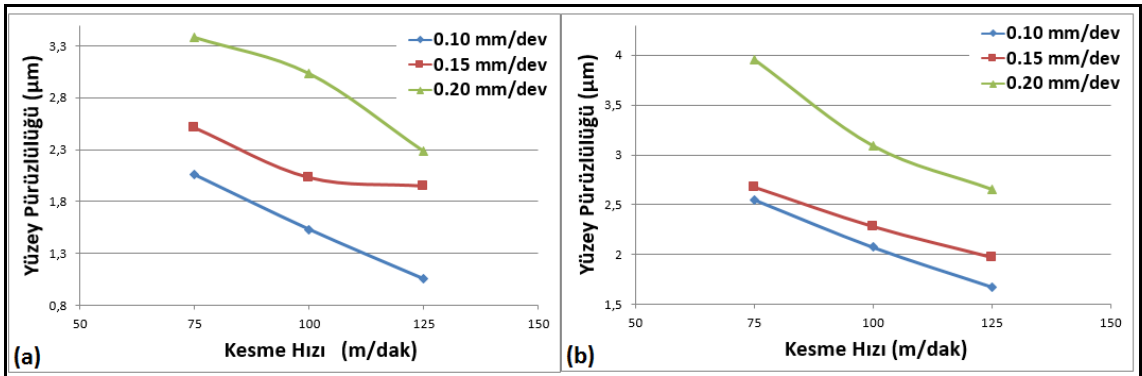 Yüzey Pürüzlülüğü (µm)
3,3
2,8
2,3
1,8
1,3
0,8
50
75
100
125
150
Kesme Hızı (m/dak)
0.10 mm/dev
0.15 mm/dev
0.20 mm/dev
(a)
Yüzey Pürüzlülüğü (µm)
4
3,5
3
2,5
2
1,5
50
75
100
125
150
Kesme Hızı (m/dak)
0.10 mm/dev
0.15 mm/dev
0.20 mm/dev
(b)